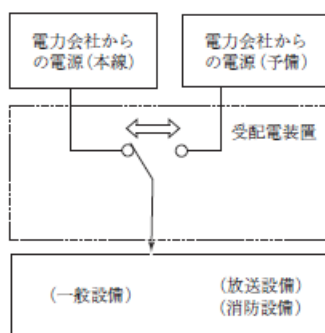 電力会社から
の電源(本線)
電力会社から
の電源(予備)
受配電装置
(一般設備)
(放送設備)
(消防設備)